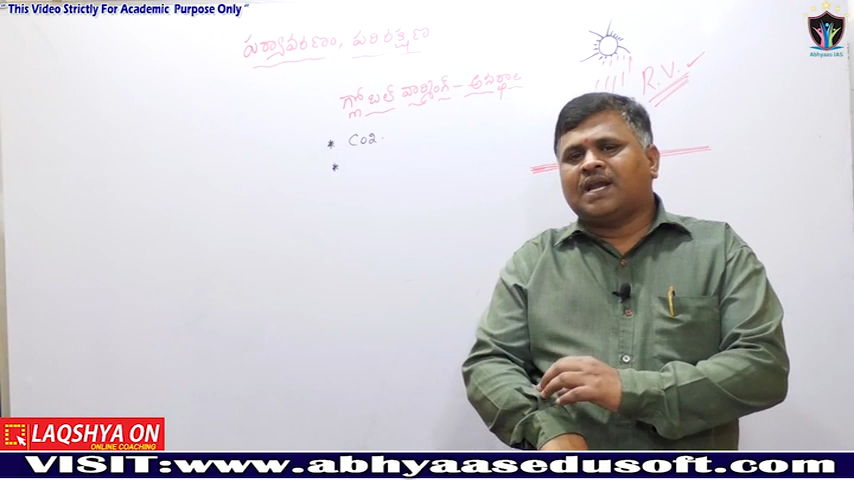 "This Video Strictly For Academic Purpose Only"
Abhyaas IAS
పర్యావరణం, పరిరక్షణ
గ్లోబల్ వార్మింగ్ -
R.V.
* CO2.
*
LAQSHYA ON
ONLINE COACHING
VISIT:www.abhyaasedusoft.com